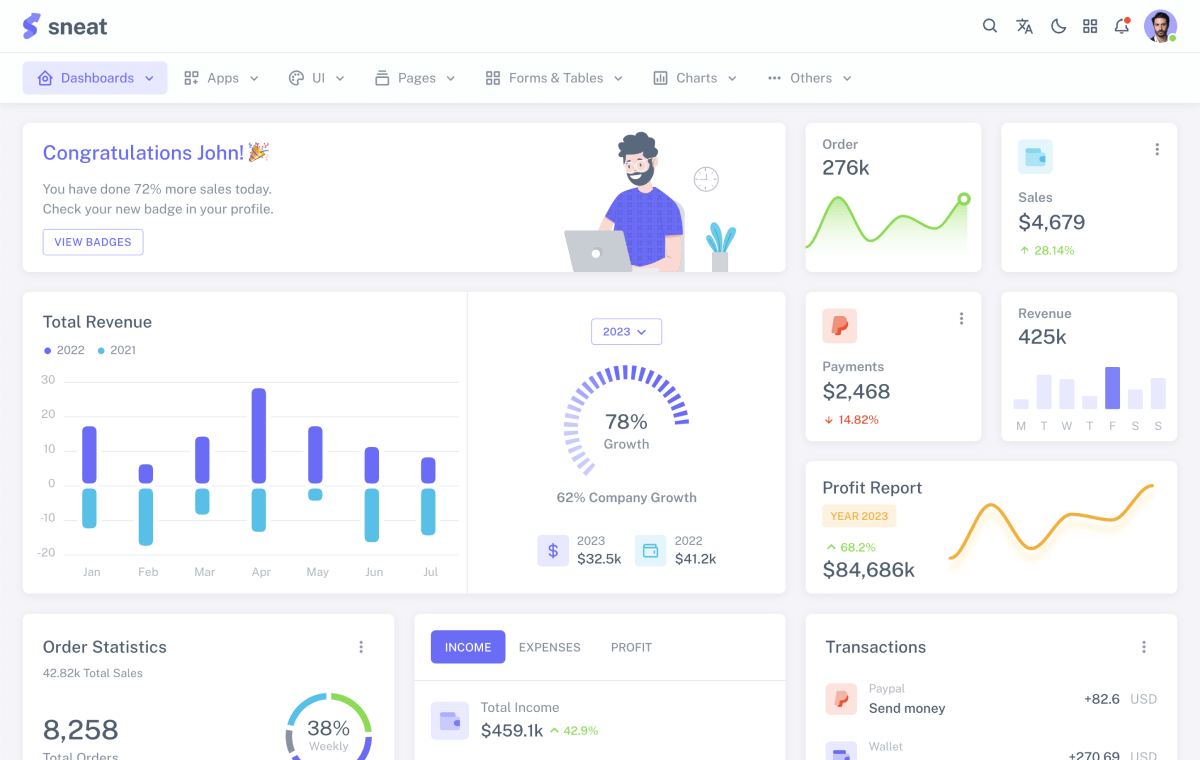 sneat
Dashboards
Apps
UI
Pages
Forms & Tables
Charts
Others
Congratulations John! 🎉
You have done 72% more sales today.
Check your new badge in your profile.
VIEW BADGES
Order
276k
Sales
$4,679
28.14%
Total Revenue
2022
2021
30
20
10
0
-10
-20
Jan Feb Mar Apr May Jun Jul
2023
78%
Growth
62% Company Growth
2023
$32.5k
2022
$41.2k
Payments
$2,468
14.82%
Revenue
425k
M T W T F S S
Profit Report
YEAR 2023
68.2%
$84,686k
Order Statistics
42.82k Total Sales
8,258
Total Orders
38%
Weekly
INCOME
EXPENSES
PROFIT
Total Income
$459.1k
42.9%
Transactions
Paypal
Send money
+82.6 USD
Wallet
+270.69 USD